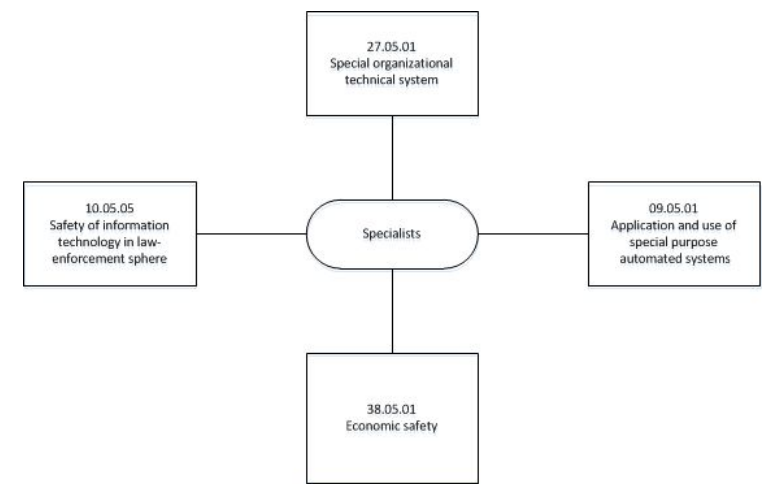 27.05.01
Special organizational
technical system
10.05.05
Safety of information
technology in law-
enforcement sphere
Specialists
09.05.01
Application and use of
special purpose
automated systems
38.05.01
Economic safety